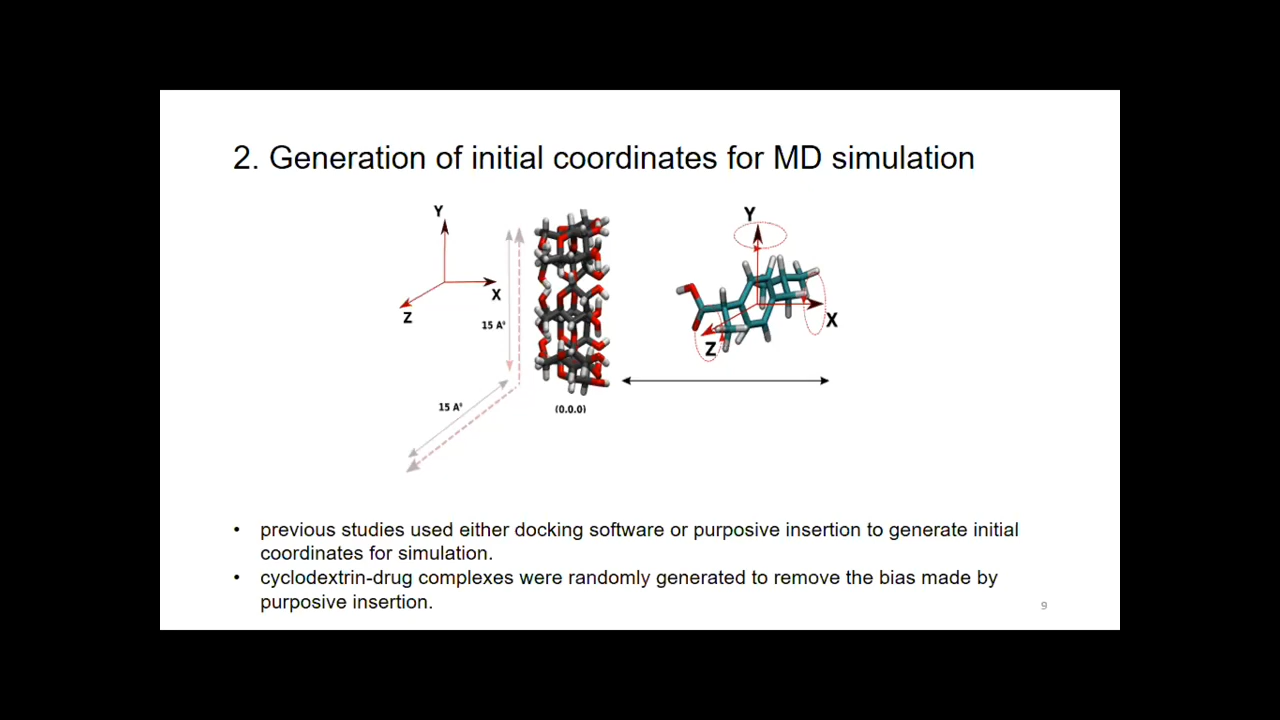 2. Generation of initial coordinates for MD simulation
Y
X
Z
15 A°
15 A°
(0.0.0)
Y
X
Z
• previous studies used either docking software or purposive insertion to generate initial
coordinates for simulation.
• cyclodextrin-drug complexes were randomly generated to remove the bias made by
purposive insertion.
9